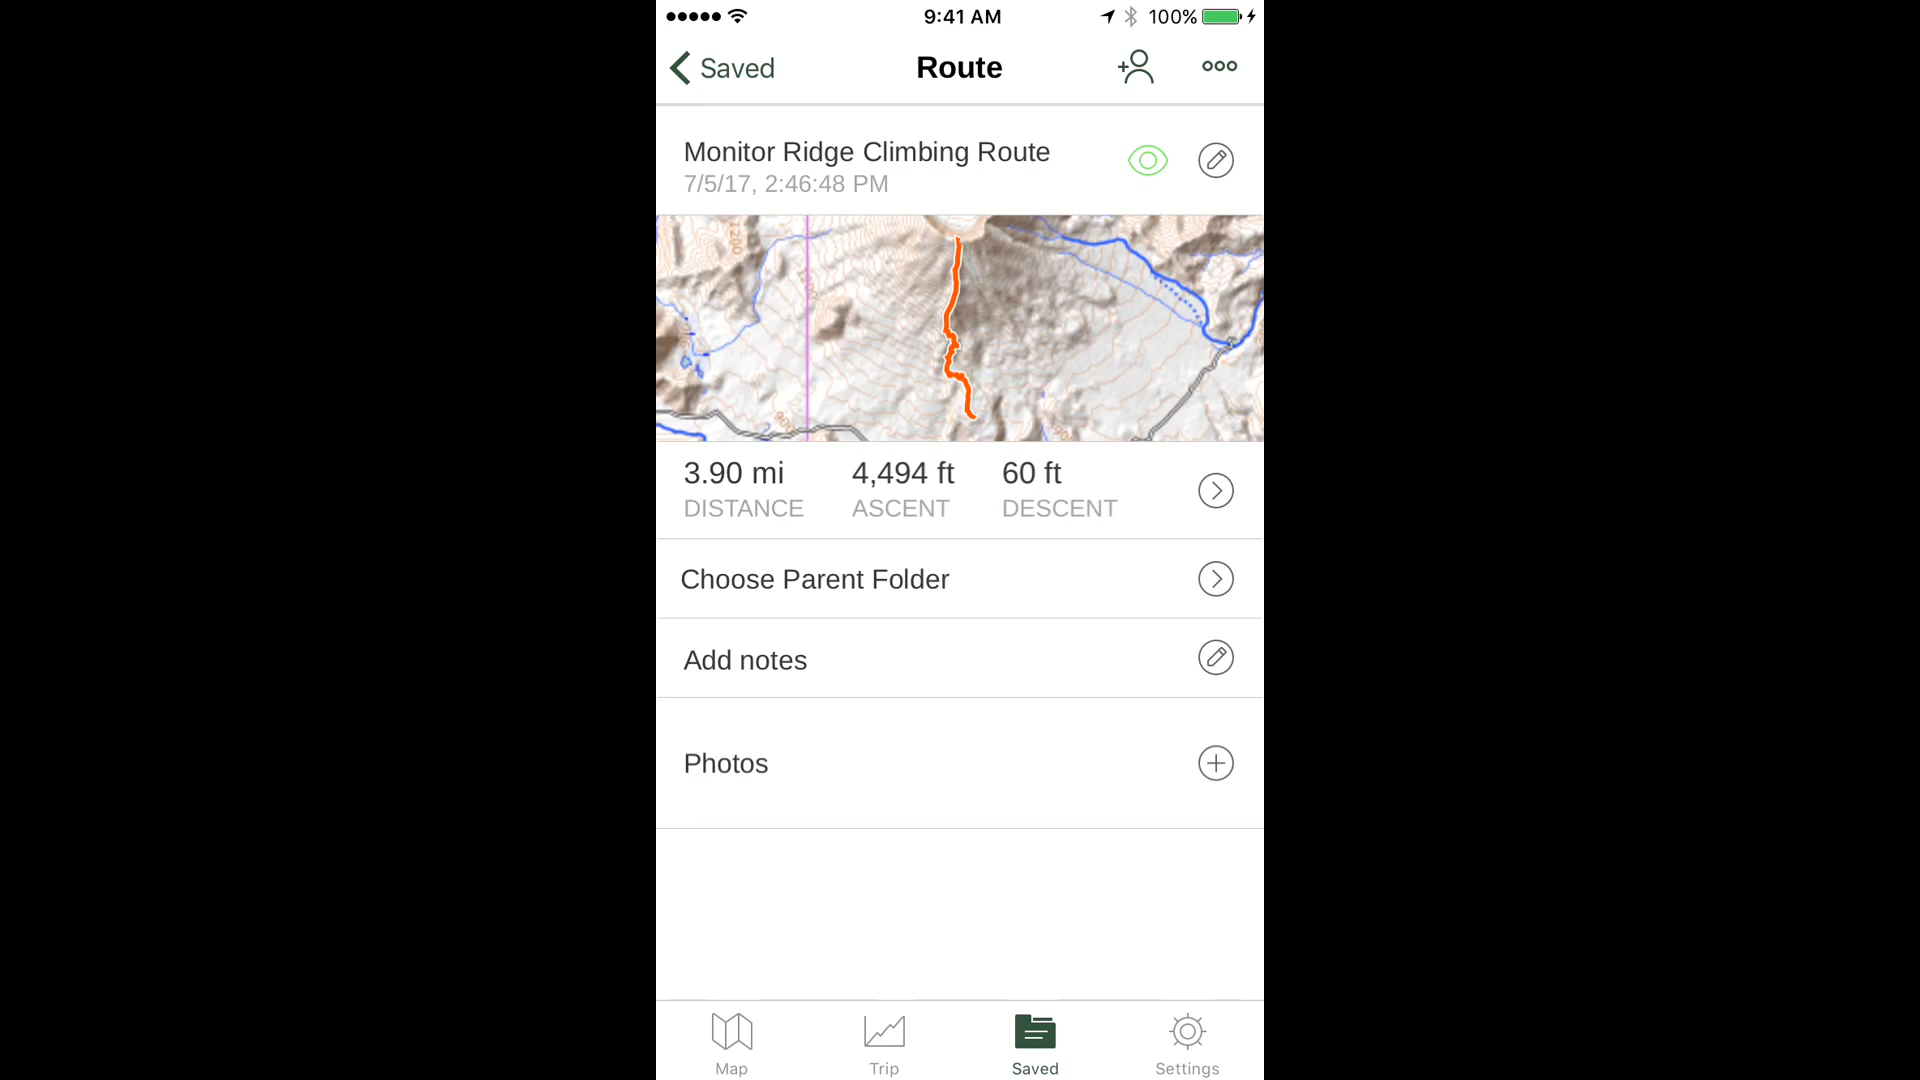 9:41 AM
100%
Saved
Route
Monitor Ridge Climbing Route
7/5/17, 2:46:48 PM
1200
900
3.90 mi
4,494 ft
60 ft
DISTANCE
ASCENT
DESCENT
Choose Parent Folder
Add notes
Photos
Map
Trip
Saved
Settings